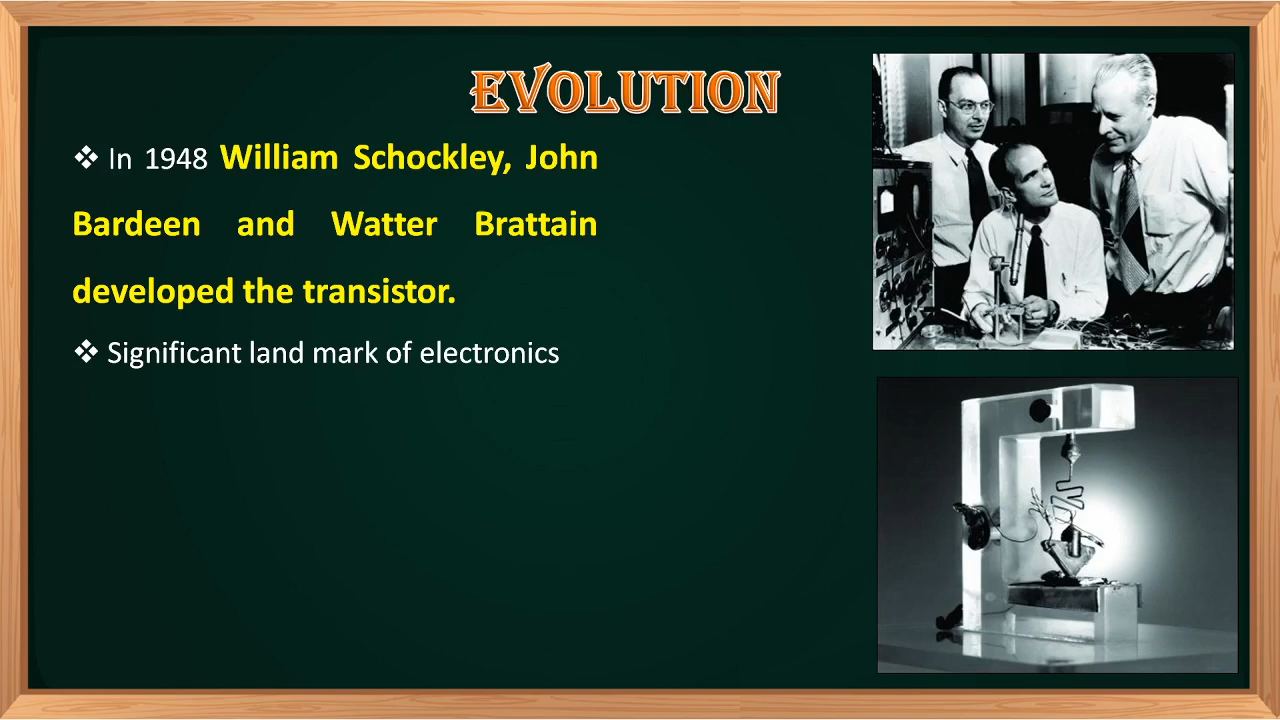 EVOLUTION
❖ In 1948 William Schockley, John
Bardeen and Watter Brattain
developed the transistor.
❖ Significant land mark of electronics